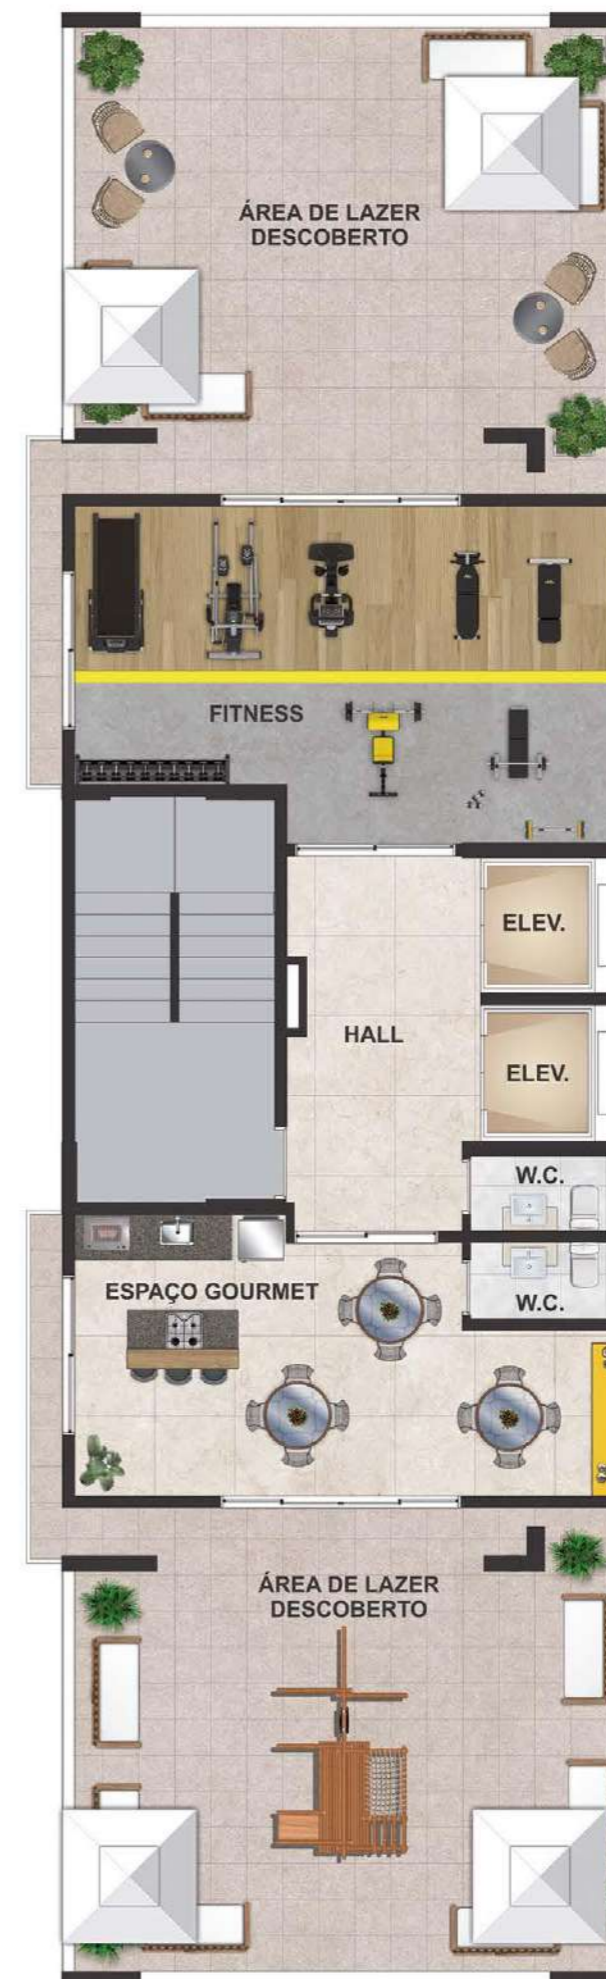 ÁREA DE LAZER
DESCOBERTO
FITNESS
ELEV.
HALL
ELEV.
W.C.
ESPAÇO GOURMET
W.C.
ÁREA DE LAZER
DESCOBERTO